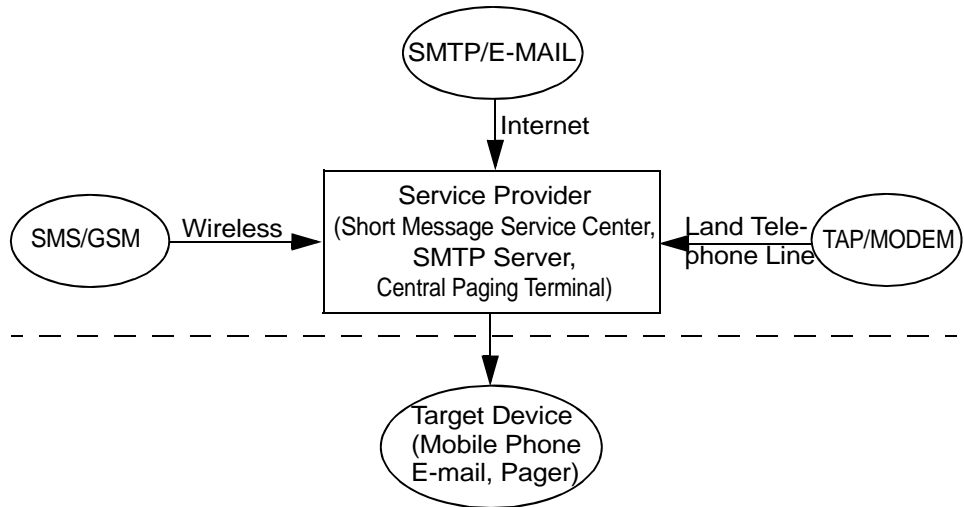 SMTP/E-MAIL
Internet
Service Provider
(Short Message Service Center,
SMTP Server,
Central Paging Terminal)
SMS/GSM
Wireless
Land Tele-
phone Line
TAP/MODEM
Target Device
(Mobile Phone
E-mail, Pager)